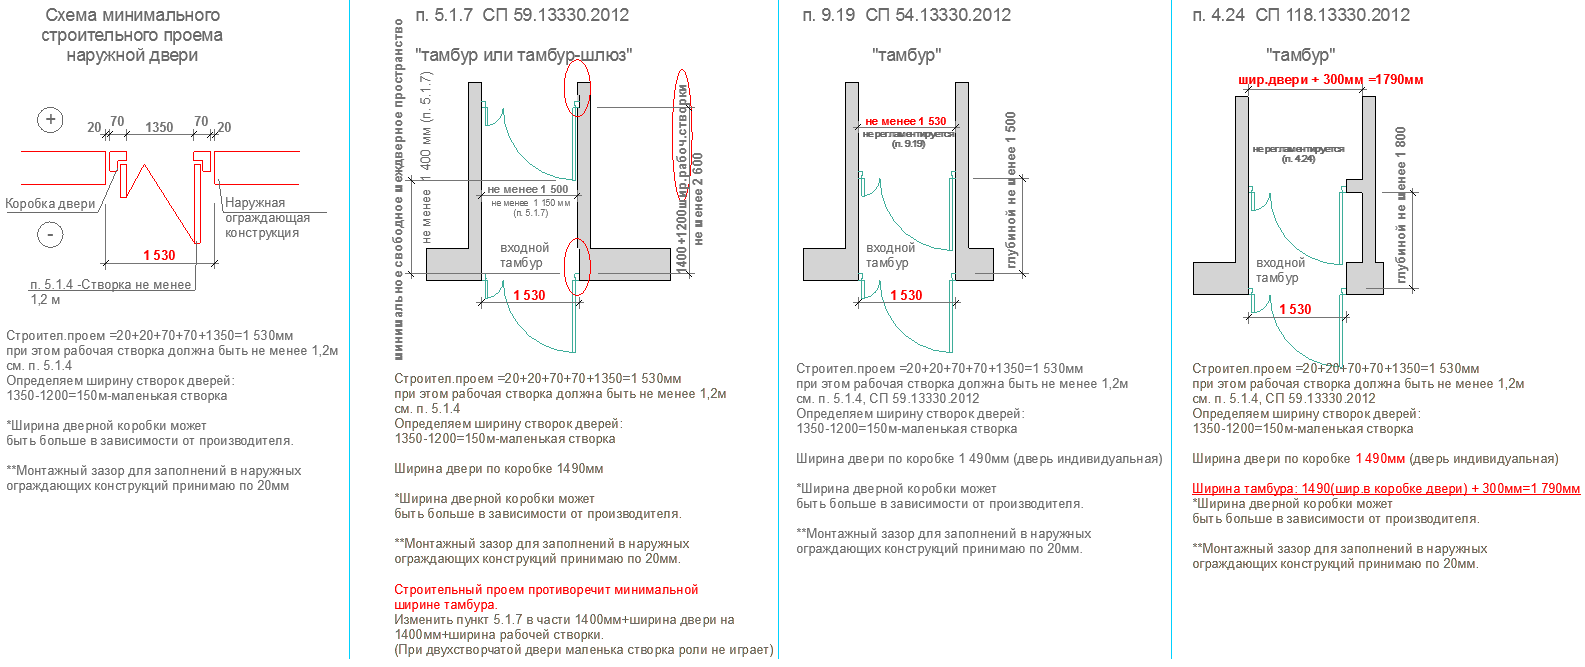 Схема минимального
строительного проема
наружной двери
+
20
70
1350
70
20
Коробка двери
-
Наружная
ограждающая
конструкция
1 530
п. 5.1.4 -Створка не менее
1,2 м
Строител.проем =20+20+70+70+1350=1 530мм
при этом рабочая створка должна быть не менее 1,2м
см. п. 5.1.4
Определяем ширину створок дверей:
1350-1200=150м-маленькая створка
*Ширина дверной коробки может
быть больше в зависимости от производителя.
**Монтажный зазор для заполнений в наружных
ограждающих конструкций принимаю по 20мм
п. 5.1.7 СП 59.13330.2012
"тамбур или тамбур-шлюз"
минимальное свободное междверное пространство
не менее 1 400 мм (п. 5.1.7)
не менее 1 500
не менее 1 150 мм
(п. 5.1.7)
1400+1200шир.рабоч.створки
не менее 2 600
входной
тамбур
1 530
Строител.проем =20+20+70+70+1350=1 530мм
при этом рабочая створка должна быть не менее 1,2м
см. п. 5.1.4
Определяем ширину створок дверей:
1350-1200=150м-маленькая створка
Ширина двери по коробке 1490мм
*Ширина дверной коробки может
быть больше в зависимости от производителя.
**Монтажный зазор для заполнений в наружных
ограждающих конструкций принимаю по 20мм.
Строительный проем противоречит минимальной
ширине тамбура.
Изменить пункт 5.1.7 в части 1400мм+ширина двери на
1400мм+ширина рабочей створки.
(При двухстворчатой двери маленька створка роли не играет)
п. 9.19 СП 54.13330.2012
"тамбур"
не менее 1 530
не регламентируется
(п. 9.19)
глубиной не менее 1 500
входной
тамбур
1 530
Строител.проем =20+20+70+70+1350=1 530мм
при этом рабочая створка должна быть не менее 1,2м
см. п. 5.1.4, СП 59.13330.2012
Определяем ширину створок дверей:
1350-1200=150м-маленькая створка
Ширина двери по коробке 1 490мм (дверь индивидуальная)
*Ширина дверной коробки может
быть больше в зависимости от производителя.
**Монтажный зазор для заполнений в наружных
ограждающих конструкций принимаю по 20мм.
п. 4.24 СП 118.13330.2012
"тамбур"
шир.двери + 300мм =1790мм
не регламентируется
(п. 4.24)
глубиной не менее 1 800
входной
тамбур
1 530
Строител.проем =20+20+70+70+1350=1 530мм
при этом рабочая створка должна быть не менее 1,2м
см. п. 5.1.4, СП 59.13330.2012
Определяем ширину створок дверей:
1350-1200=150м-маленькая створка
Ширина двери по коробке 1 490мм (дверь индивидуальная)
Ширина тамбура: 1490(шир.в коробке двери) + 300мм=1 790мм
*Ширина дверной коробки может
быть больше в зависимости от производителя.
**Монтажный зазор для заполнений в наружных
ограждающих конструкций принимаю по 20мм.